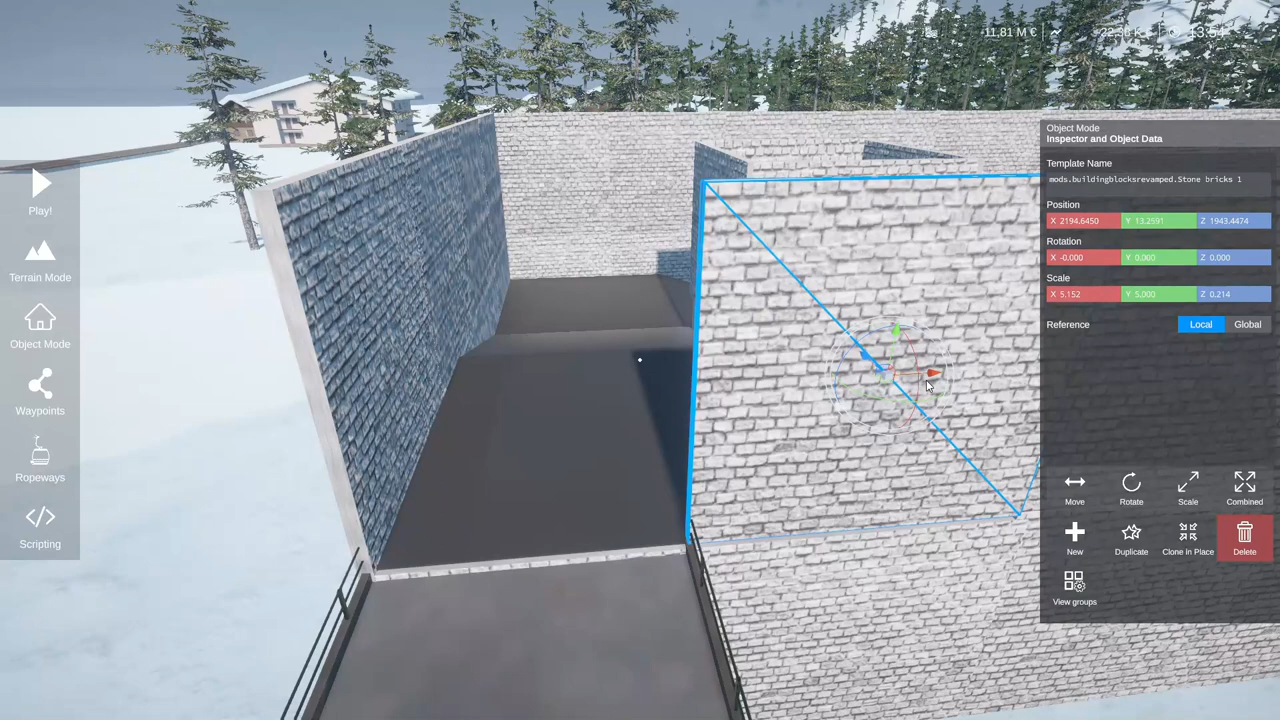 11,81 M €
Play!
Terrain Mode
Object Mode
Waypoints
Ropeways
Scripting
Object Mode
Inspector and Object Data
Template Name
mods.buildingblocksrevamped.Stone bricks 1
Position
X 2194.6450 Y 13.2591 Z 1943.4474
Rotation
X -0.000 Y 0.000 Z 0.000
Scale
X 5.152 Y 5.000 Z 0.214
Reference Local Global
Move Rotate Scale Combined
New Duplicate Clone in Place Delete
View groups